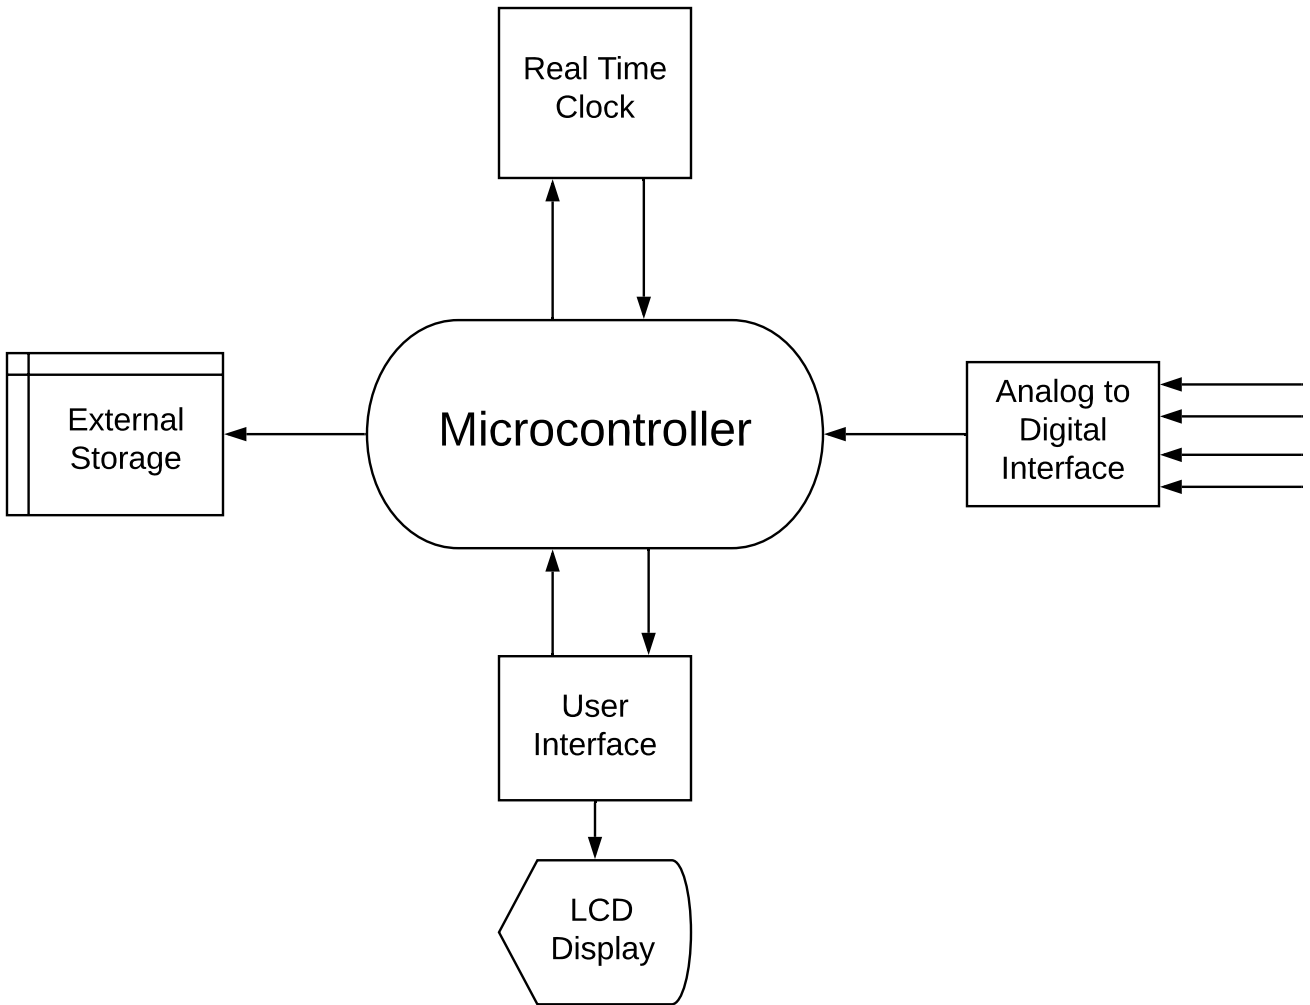 Real Time
Clock
External
Storage
Microcontroller
Analog to
Digital
Interface
User
Interface
LCD
Display